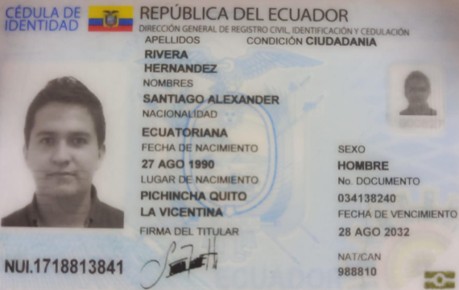 CÉDULA DE IDENTIDAD
REPÚBLICA DEL ECUADOR
DIRECCIÓN GENERAL DE REGISTRO CIVIL, IDENTIFICACIÓN Y CEDULACIÓN
APELLIDOS
CONDICIÓN CIUDADANIA
RIVERA
HERNANDEZ
NOMBRES
SANTIAGO ALEXANDER
NACIONALIDAD
ECUATORIANA
FECHA DE NACIMIENTO
27 AGO 1990
LUGAR DE NACIMIENTO
PICHINCHA QUITO
LA VICENTINA
FIRMA DEL TITULAR
SEXO
HOMBRE
No. DOCUMENTO
034138240
FECHA DE VENCIMIENTO
28 AGO 2032
NAT/CAN
988810
NUI.1718813841